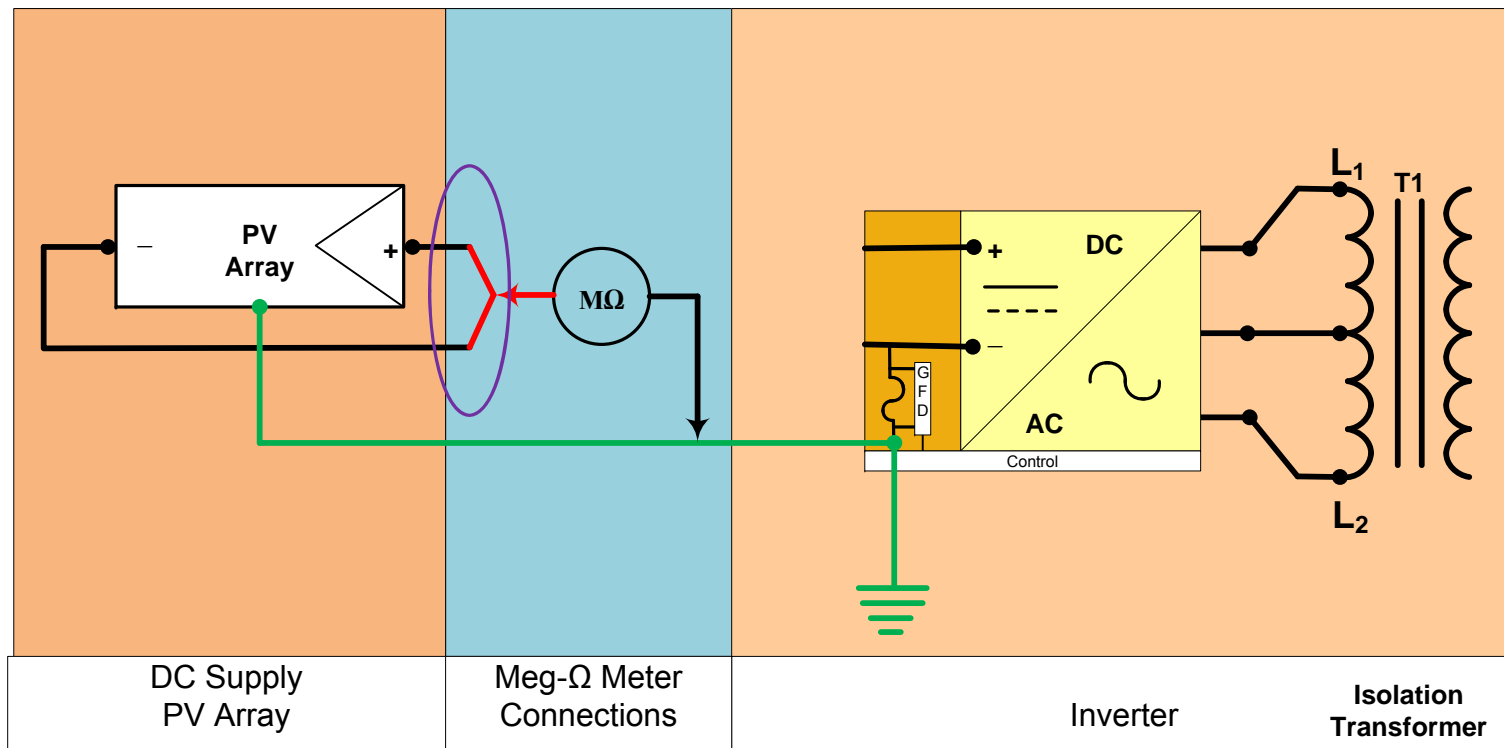 PV
Array
−
+
MΩ
+
−
DC
AC
G
F
D
Control
L₁
T1
L₂
DC Supply
PV Array
Meg-Ω Meter
Connections
Inverter
Isolation
Transformer